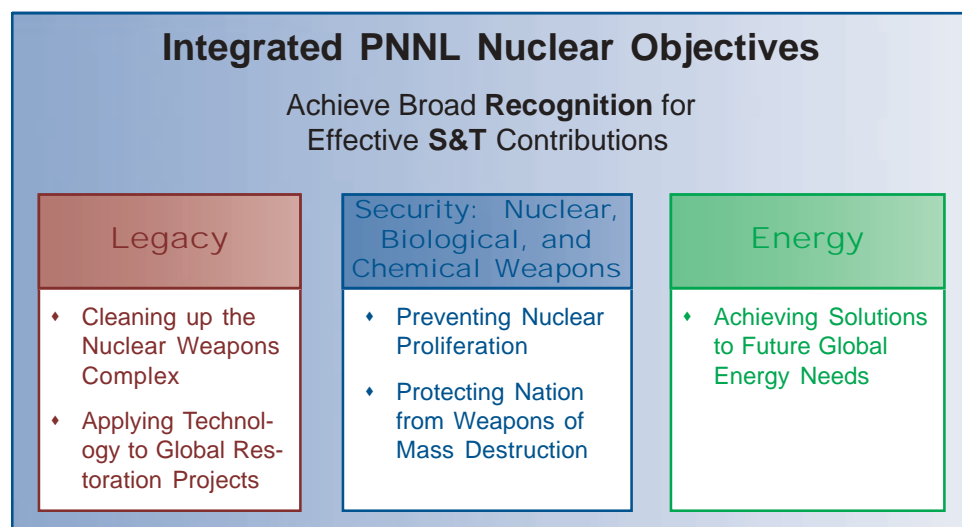 Integrated PNNL Nuclear Objectives
Achieve Broad Recognition for
Effective S&T Contributions
Legacy
⬧ Cleaning up the
Nuclear Weapons
Complex
⬧ Applying Technol-
ogy to Global Res-
toration Projects
Security: Nuclear,
Biological, and
Chemical Weapons
⬧ Preventing Nuclear
Proliferation
⬧ Protecting Nation
from Weapons of
Mass Destruction
Energy
⬧ Achieving Solutions
to Future Global
Energy Needs